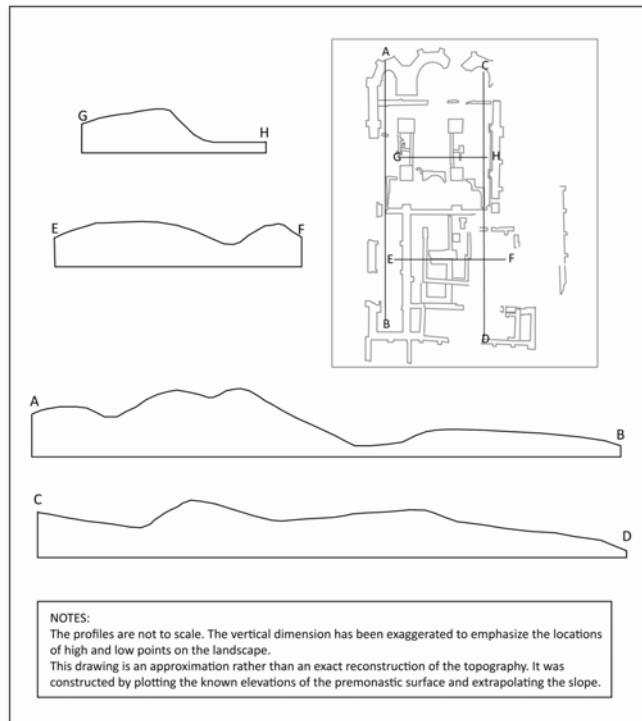 G
H
E
F
A
B
C
D
A
C
G
H
E
F
B
D
NOTES:
The profiles are not to scale. The vertical dimension has been exaggerated to emphasize the locations
of high and low points on the landscape.
This drawing is an approximation rather than an exact reconstruction of the topography. It was
constructed by plotting the known elevations of the premonastic surface and extrapolating the slope.